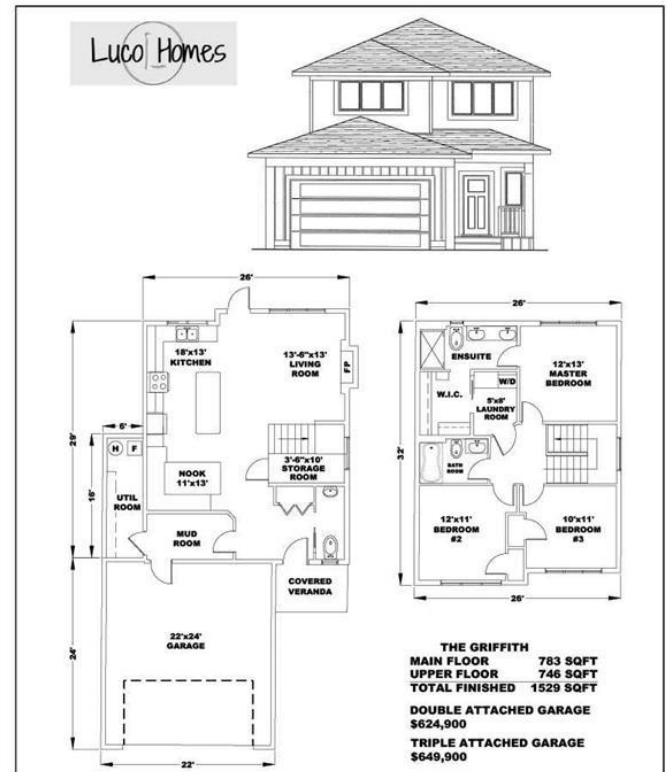 Luco Homes
26'
18'x13'
KITCHEN
13'-6"x13'
LIVING
ROOM
FP
29'
6'
H F
16'
UTIL
ROOM
NOOK
11'x13'
3'-6"x10'
STORAGE
ROOM
MUD
ROOM
COVERED
VERANDA
24'
22'x24'
GARAGE
22'
26'
ENSUITE
12'x13'
MASTER
BEDROOM
W.I.C.
W/D
5'x8'
LAUNDRY
ROOM
32'
BATH
ROOM
12'x11'
BEDROOM
#2
10'x11'
BEDROOM
#3
26'
THE GRIFFITH
MAIN FLOOR 783 SQFT
UPPER FLOOR 746 SQFT
TOTAL FINISHED 1529 SQFT
DOUBLE ATTACHED GARAGE
$624,900
TRIPLE ATTACHED GARAGE
$649,900